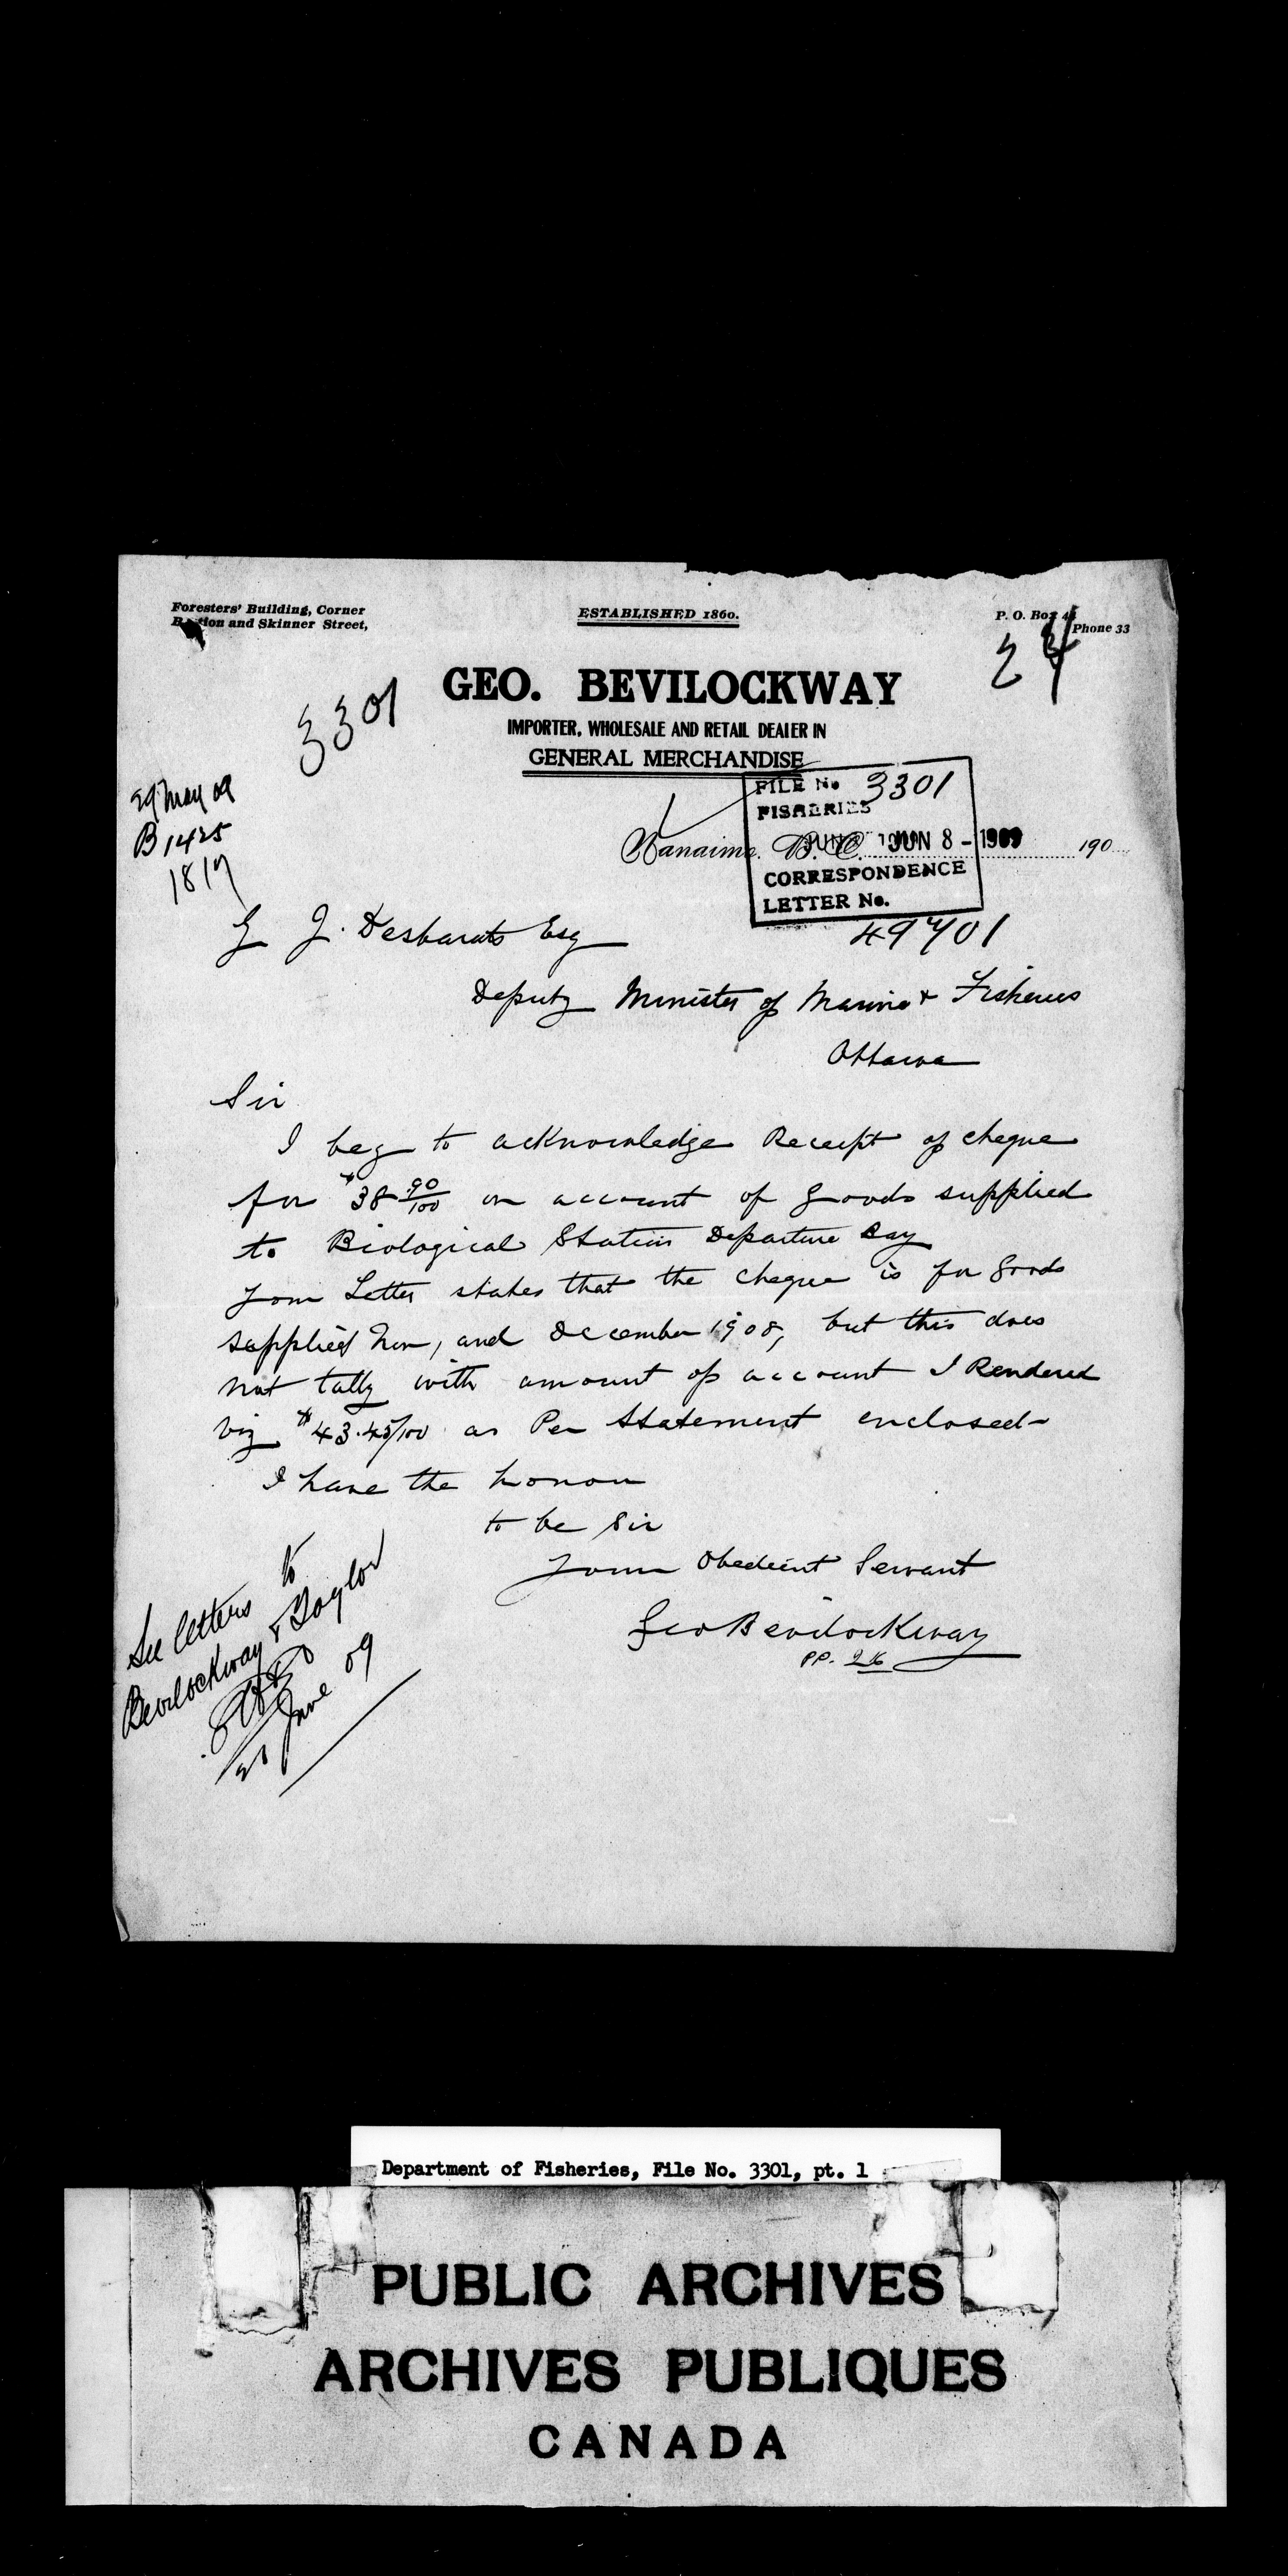 Foresters' Building, Corner
Bastion and Skinner Street,
ESTABLISHED 1860.
P. O. Box
Phone 33
24
GEO. BEVILOCKWAY
IMPORTER, WHOLESALE AND RETAIL DEALER IN
GENERAL MERCHANDISE
3301
29 May 09
B 1425
1819
FILE No. 3301
FISHERIES
JUN 8 - 1909
CORRESPONDENCE
LETTER No.
49701
Nanaimo, B. C. 190
G J. Desbarats Esq
Deputy Minister of Marine & Fisheries
Ottawa
Sir
I beg to acknowledge Receipt of cheque
for $38 90/100 on account of goods supplied
to Biological Station Departure Bay
Your Letter states that the cheque is for Goods
supplied Nov, and December 1908, but this does
not tally with amount of account I Rendered
viz $43.45/100 as Per Statement enclosed
I have the honour
to be Sir
Your Obedient Servant
Geo Bevilockway
PP.
See letters to
Bevilockway & Taylor
June 09
Department of Fisheries, File No. 3301, pt. 1
PUBLIC ARCHIVES
ARCHIVES PUBLIQUES
CANADA